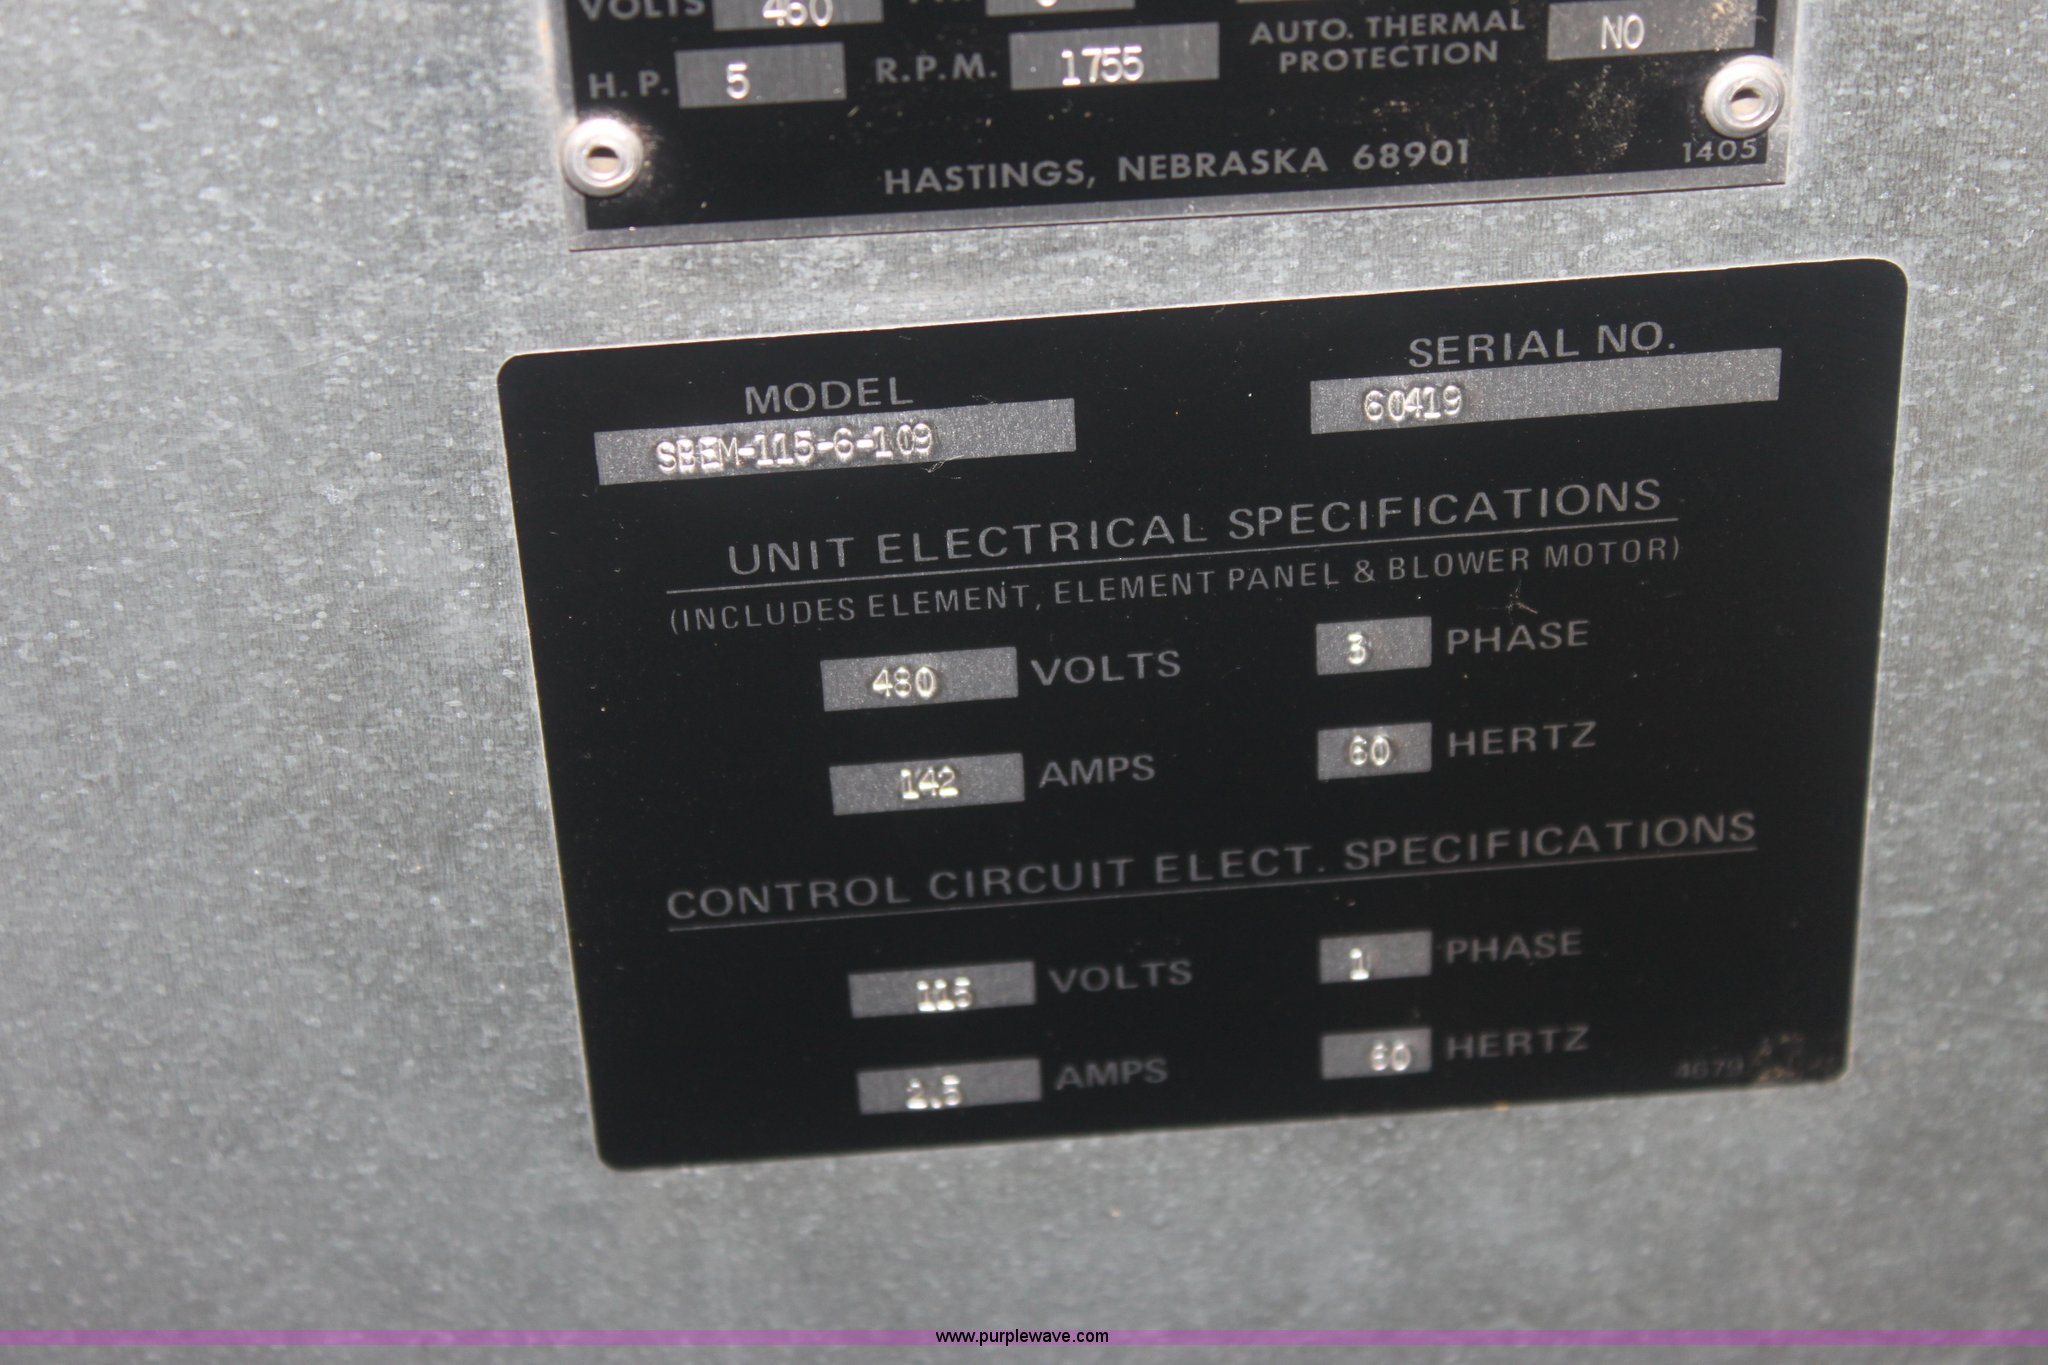 VOLTS 460
H. P. 5 R.P.M. 1755 AUTO. THERMAL PROTECTION NO
HASTINGS, NEBRASKA 68901 1405
MODEL SERIAL NO.
SBEM-115-6-109 60419
UNIT ELECTRICAL SPECIFICATIONS
(INCLUDES ELEMENT, ELEMENT PANEL & BLOWER MOTOR)
480 VOLTS 3 PHASE
142 AMPS 60 HERTZ
CONTROL CIRCUIT ELECT. SPECIFICATIONS
115 VOLTS 1 PHASE
2.5 AMPS 60 HERTZ
4679
www.purplewave.com